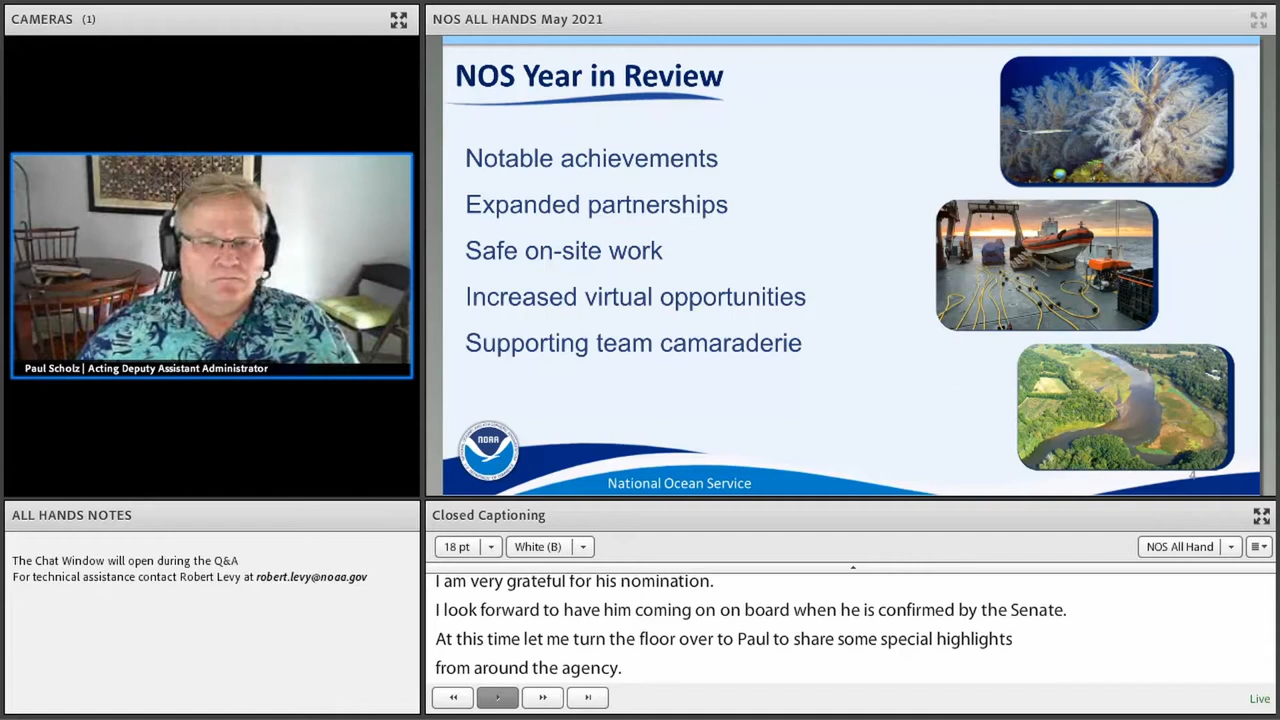 CAMERAS (1)
Paul Scholz | Acting Deputy Assistant Administrator
NOS ALL HANDS May 2021
NOS Year in Review
Notable achievements
Expanded partnerships
Safe on-site work
Increased virtual opportunities
Supporting team camaraderie
NOAA
National Ocean Service
4
ALL HANDS NOTES
The Chat Window will open during the Q&A
For technical assistance contact Robert Levy at robert.levy@noaa.gov
Closed Captioning
18 pt
White (B)
NOS All Hand
I am very grateful for his nomination.
I look forward to have him coming on on board when he is confirmed by the Senate.
At this time let me turn the floor over to Paul to share some special highlights
from around the agency.
Live